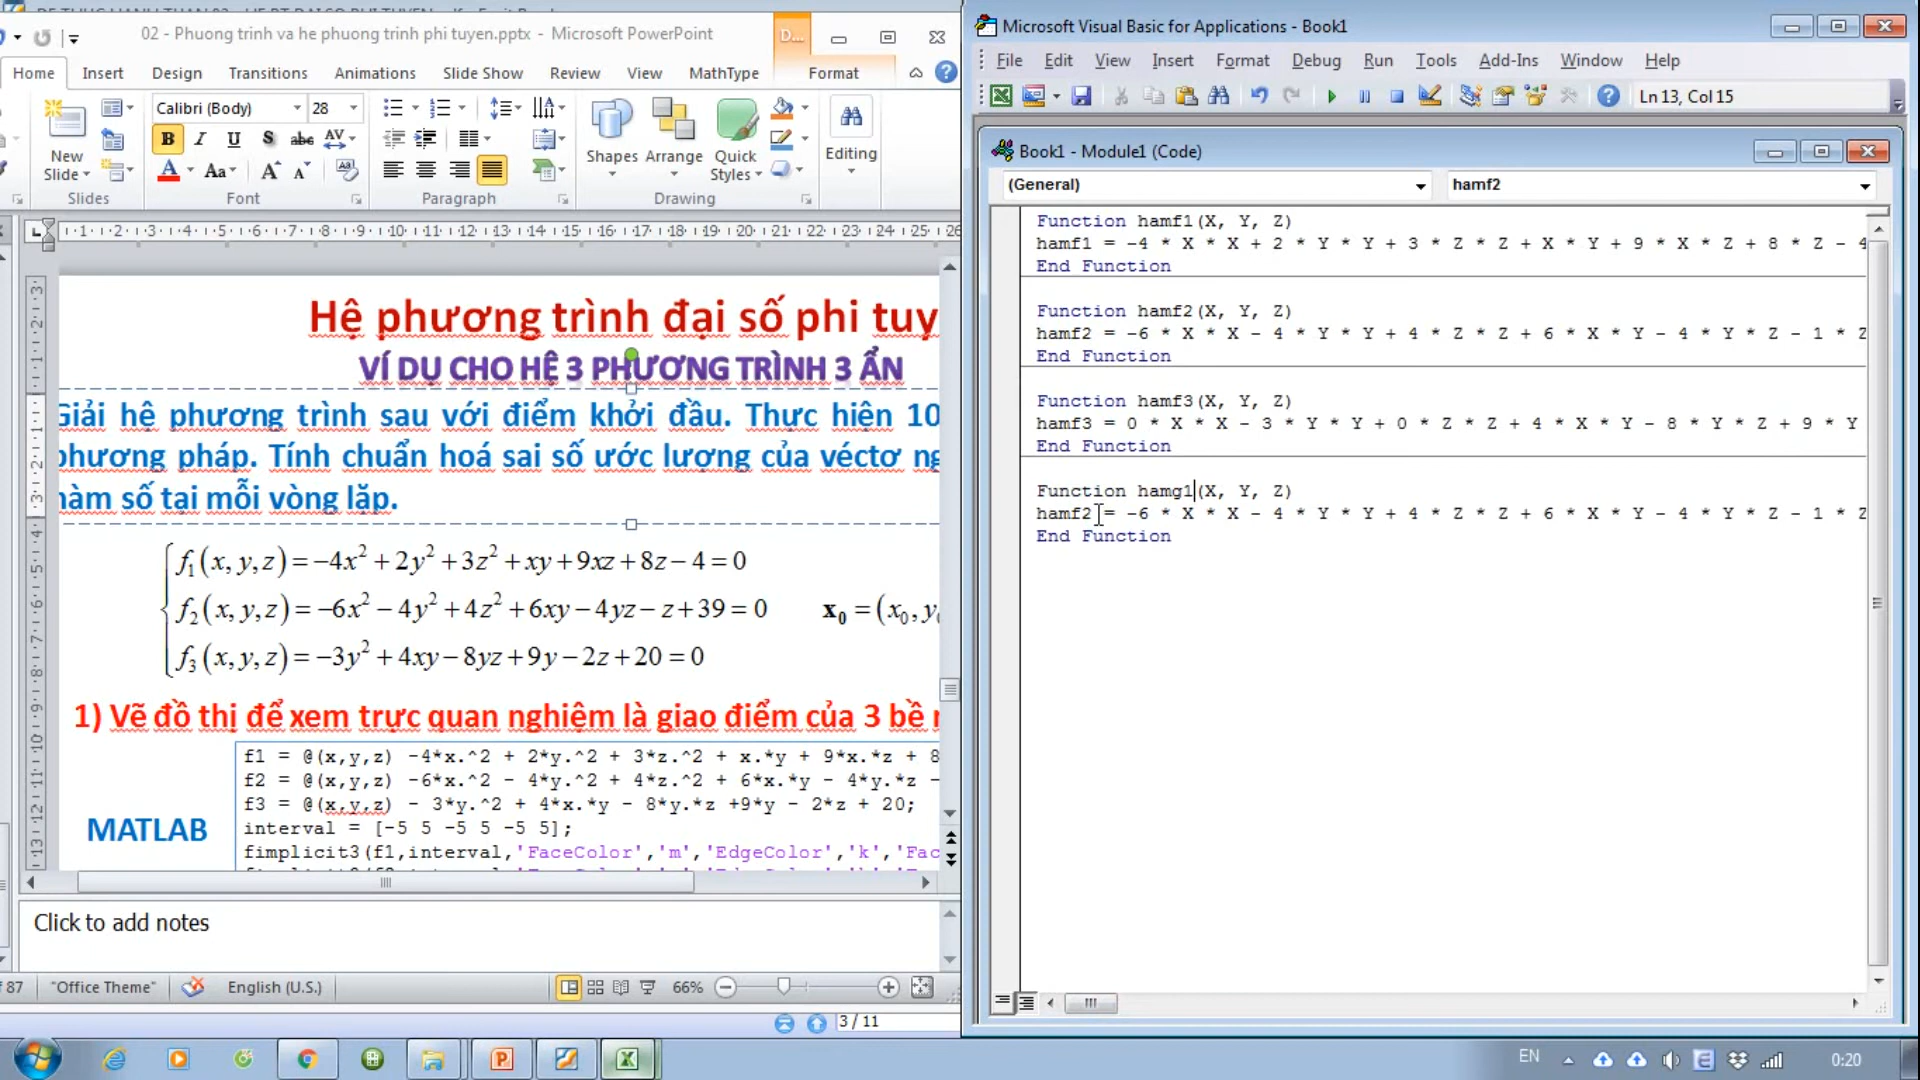 02 - Phuong trinh va he phuong trinh phi tuyen.pptx - Microsoft PowerPoint
D...
Home Insert Design Transitions Animations Slide Show Review View MathType Format
Calibri (Body) 28
New Slide
Shapes Arrange Quick Styles Editing
Slides Font Paragraph Drawing
Hệ phương trình đại số phi tuy
VÍ DỤ CHO HỆ 3 PHƯƠNG TRÌNH 3 ẨN
Giải hệ phương trình sau với điểm khởi đầu. Thực hiện 10
phương pháp. Tính chuẩn hoá sai số ước lượng của véctơ ng
hàm số tại mỗi vòng lặp.
f₁(x,y,z)=−4x²+2y²+3z²+xy+9xz+8z−4=0
f₂(x,y,z)=−6x²−4y²+4z²+6xy−4yz−z+39=0 x₀=(x₀,y₀
f₃(x,y,z)=−3y²+4xy−8yz+9y−2z+20=0
1) Vẽ đồ thị để xem trực quan nghiệm là giao điểm của 3 bề
MATLAB
f1 = @(x,y,z) -4*x.^2 + 2*y.^2 + 3*z.^2 + x.*y + 9*x.*z + 8
f2 = @(x,y,z) -6*x.^2 - 4*y.^2 + 4*z.^2 + 6*x.*y - 4*y.*z -
f3 = @(x,y,z) - 3*y.^2 + 4*x.*y - 8*y.*z +9*y - 2*z + 20;
interval = [-5 5 -5 5 -5 5];
fimplicit3(f1,interval,'FaceColor','m','EdgeColor','k','Fac
Click to add notes
f 87 "Office Theme" English (U.S.) 66%
3 / 11
Microsoft Visual Basic for Applications - Book1
File Edit View Insert Format Debug Run Tools Add-Ins Window Help
Ln 13, Col 15
Book1 - Module1 (Code)
(General) hamf2
Function hamf1(X, Y, Z)
hamf1 = -4 * X * X + 2 * Y * Y + 3 * Z * Z + X * Y + 9 * X * Z + 8 * Z - 4
End Function
Function hamf2(X, Y, Z)
hamf2 = -6 * X * X - 4 * Y * Y + 4 * Z * Z + 6 * X * Y - 4 * Y * Z - 1 * Z
End Function
Function hamf3(X, Y, Z)
hamf3 = 0 * X * X - 3 * Y * Y + 0 * Z * Z + 4 * X * Y - 8 * Y * Z + 9 * Y
End Function
Function hamg1(X, Y, Z)
hamf2 = -6 * X * X - 4 * Y * Y + 4 * Z * Z + 6 * X * Y - 4 * Y * Z - 1 * Z
End Function
EN 0:20